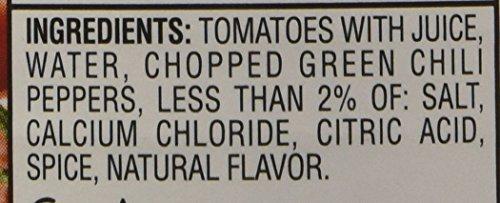 INGREDIENTS: TOMATOES WITH JUICE,
WATER, CHOPPED GREEN CHILI
PEPPERS, LESS THAN 2% OF: SALT,
CALCIUM CHLORIDE, CITRIC ACID,
SPICE, NATURAL FLAVOR.